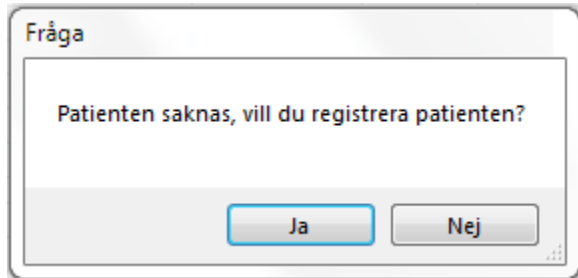 Fråga
Patienten saknas, vill du registrera patienten?
Ja
Nej